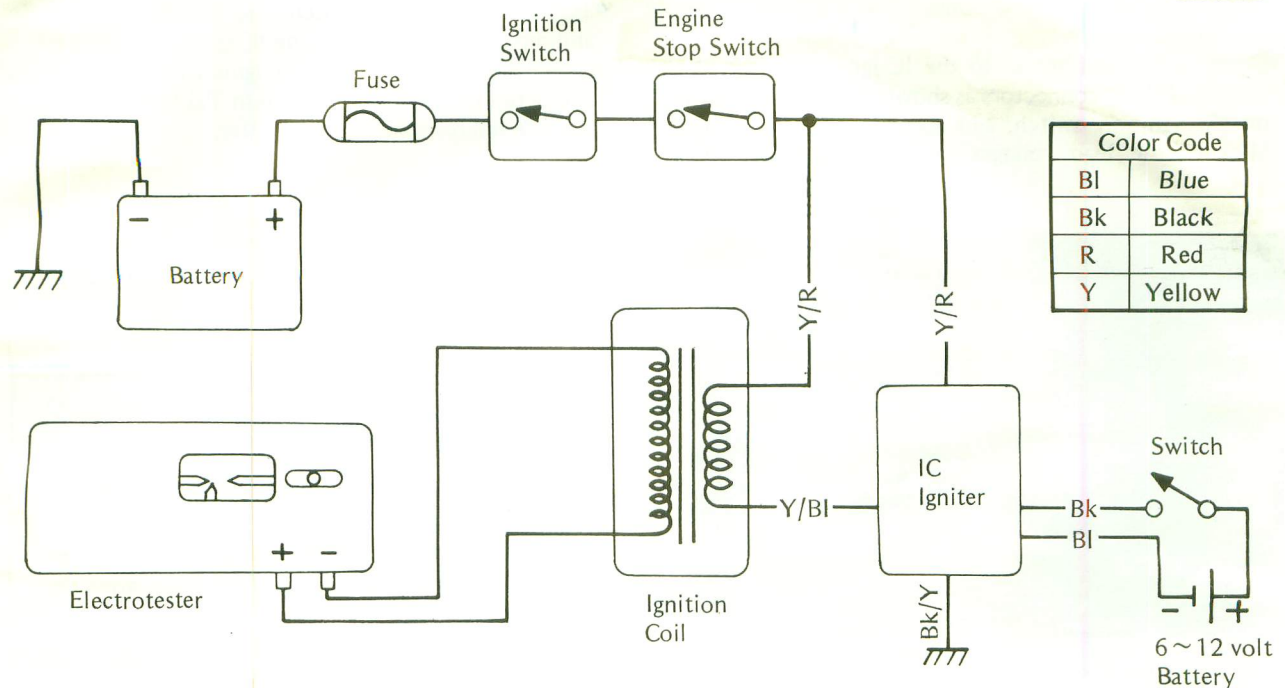 Ignition
Switch
Engine
Stop Switch
Fuse
Color Code
Bl Blue
Bk Black
R Red
Y Yellow
- +
Battery
Y/R
Y/R
Switch
IC
Igniter
Y/Bl
Bk
Bl
+ -
Electrotester
Ignition
Coil
Bk/Y
- +
6~12 volt
Battery